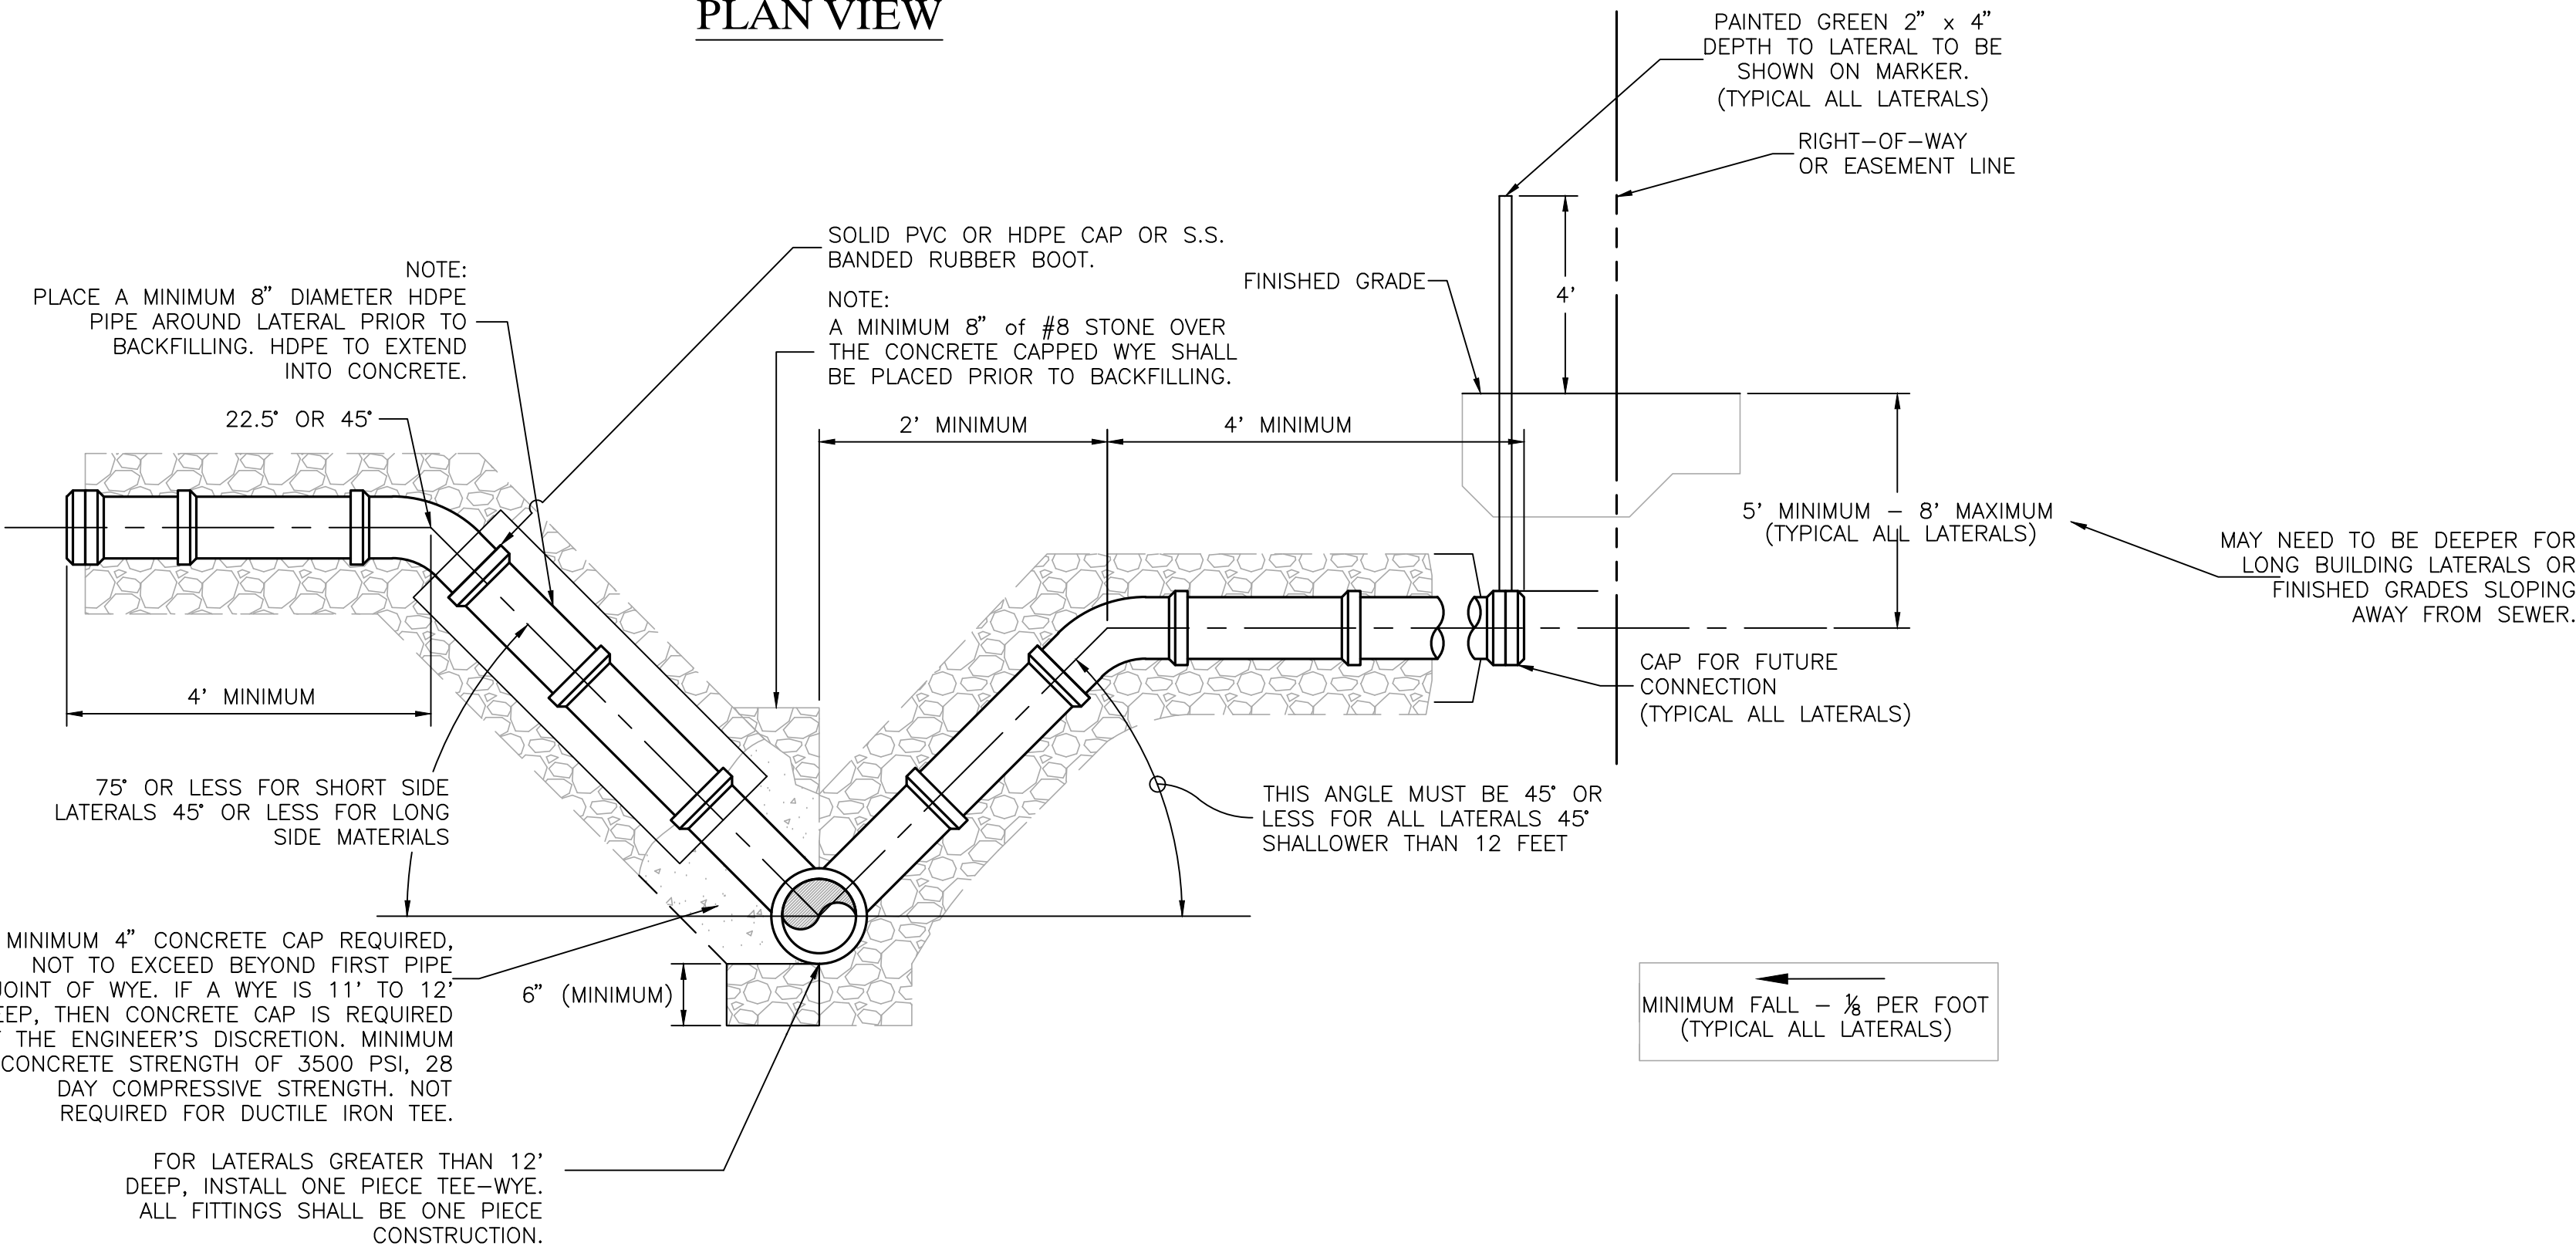 PLAN VIEW
PAINTED GREEN 2” x 4”
DEPTH TO LATERAL TO BE
SHOWN ON MARKER.
(TYPICAL ALL LATERALS)
RIGHT-OF-WAY
OR EASEMENT LINE
SOLID PVC OR HDPE CAP OR S.S.
BANDED RUBBER BOOT.
NOTE:
PLACE A MINIMUM 8” DIAMETER HDPE
PIPE AROUND LATERAL PRIOR TO
BACKFILLING. HDPE TO EXTEND
INTO CONCRETE.
NOTE:
A MINIMUM 8” of #8 STONE OVER
THE CONCRETE CAPPED WYE SHALL
BE PLACED PRIOR TO BACKFILLING.
FINISHED GRADE
4’
22.5° OR 45°
2’ MINIMUM
4’ MINIMUM
5’ MINIMUM – 8’ MAXIMUM
(TYPICAL ALL LATERALS)
MAY NEED TO BE DEEPER FOR
LONG BUILDING LATERALS OR
FINISHED GRADES SLOPING
AWAY FROM SEWER.
4’ MINIMUM
CAP FOR FUTURE
CONNECTION
(TYPICAL ALL LATERALS)
75° OR LESS FOR SHORT SIDE
LATERALS 45° OR LESS FOR LONG
SIDE MATERIALS
THIS ANGLE MUST BE 45° OR
LESS FOR ALL LATERALS 45°
SHALLOWER THAN 12 FEET
MINIMUM 4” CONCRETE CAP REQUIRED,
NOT TO EXCEED BEYOND FIRST PIPE
JOINT OF WYE. IF A WYE IS 11’ TO 12’
EEP, THEN CONCRETE CAP IS REQUIRED
THE ENGINEER’S DISCRETION. MINIMUM
CONCRETE STRENGTH OF 3500 PSI, 28
DAY COMPRESSIVE STRENGTH. NOT
REQUIRED FOR DUCTILE IRON TEE.
6” (MINIMUM)
MINIMUM FALL – ⅛ PER FOOT
(TYPICAL ALL LATERALS)
FOR LATERALS GREATER THAN 12’
DEEP, INSTALL ONE PIECE TEE-WYE.
ALL FITTINGS SHALL BE ONE PIECE
CONSTRUCTION.